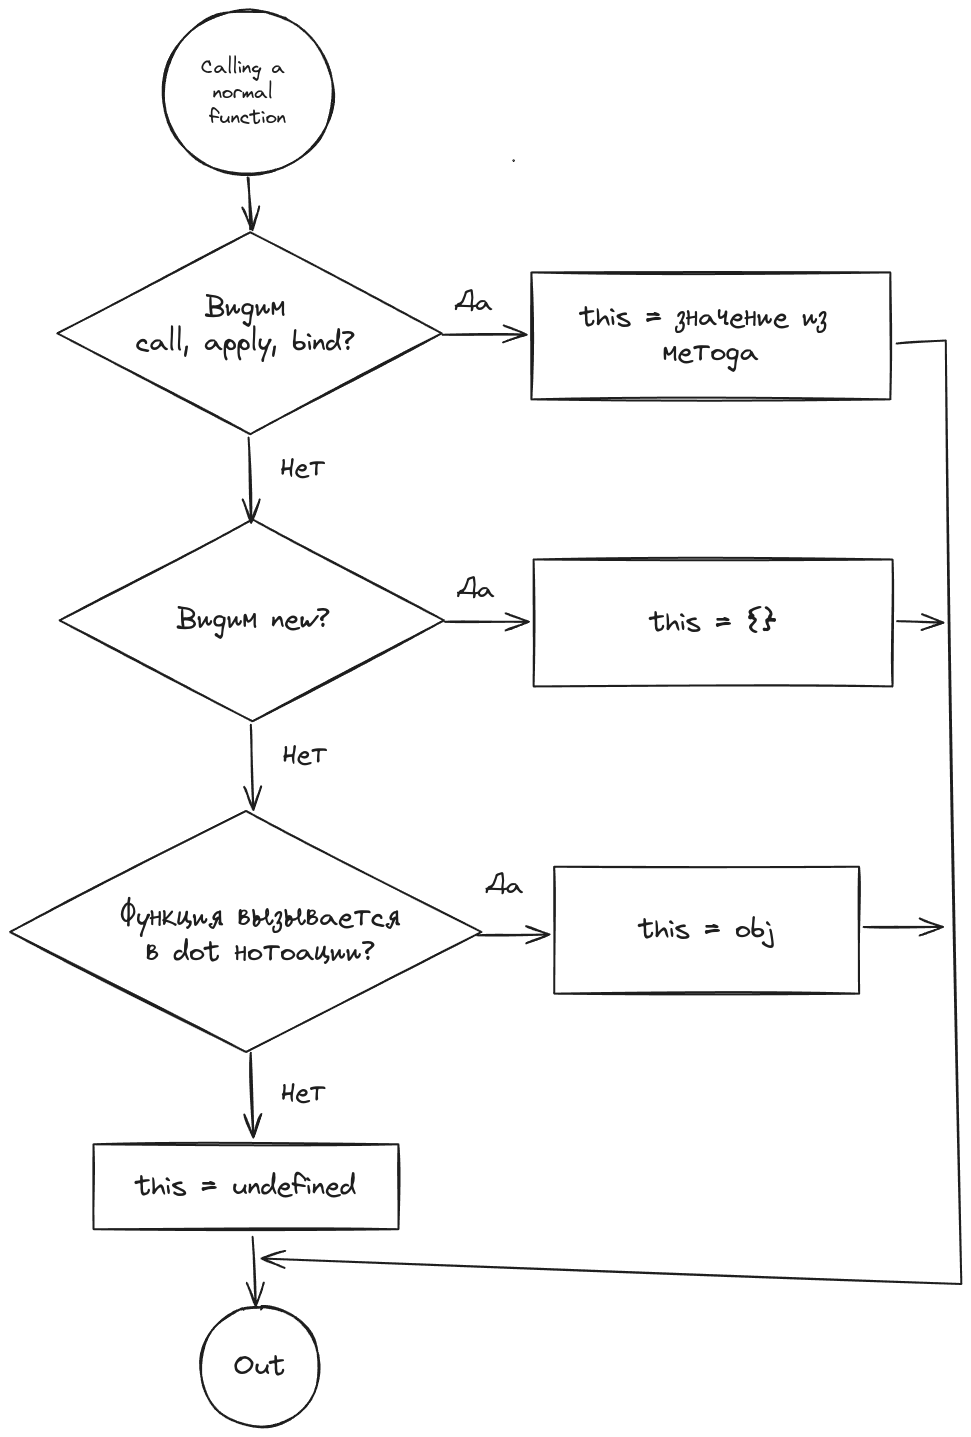 Calling a
normal
function
Видим
call, apply, bind?
Да
this = значение из
метода
Нет
Видим new?
Да
this = {}
Нет
Функция вызывается
в dot нотоации?
Да
this = obj
Нет
this = undefined
Out